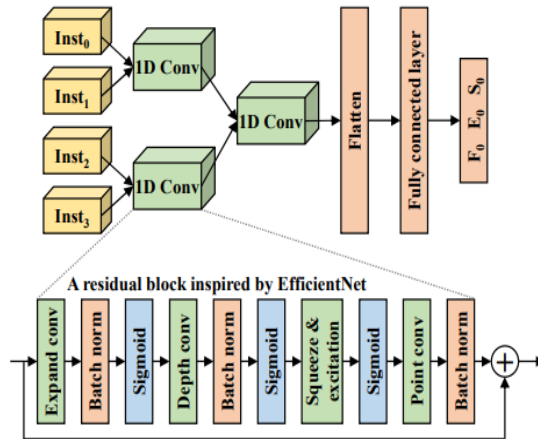 Inst0
Inst1
Inst2
Inst3
1D Conv
1D Conv
1D Conv
Flatten
Fully connected layer
F0 E0 S0
A residual block inspired by EfficientNet
Expand conv
Batch norm
Sigmoid
Depth conv
Batch norm
Sigmoid
Squeeze &
excitation
Sigmoid
Point conv
Batch norm
+